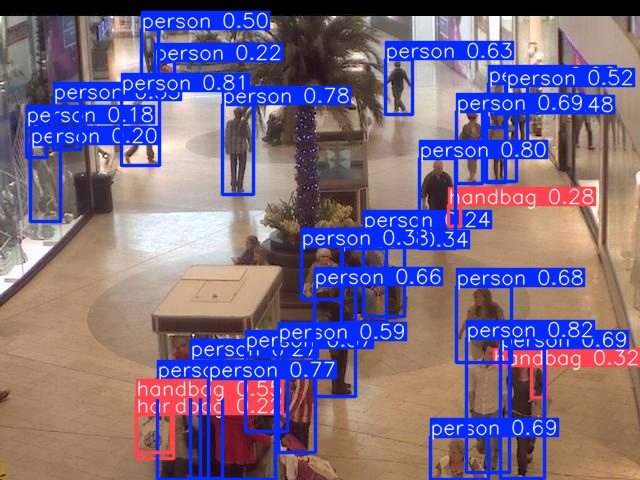 person 0.50
person 0.22
person 0.63
person 0.81
person 0.52
person 0.78
person 0.69
48
person 0.18
person 0.20
person 0.80
handbag 0.28
person 0.24
person 0.38
0.34
person 0.66
person 0.68
person 0.59
person 0.82
0.69
handbag 0.32
person 0.77
handbag 0.55
handbag 0.22
person 0.69